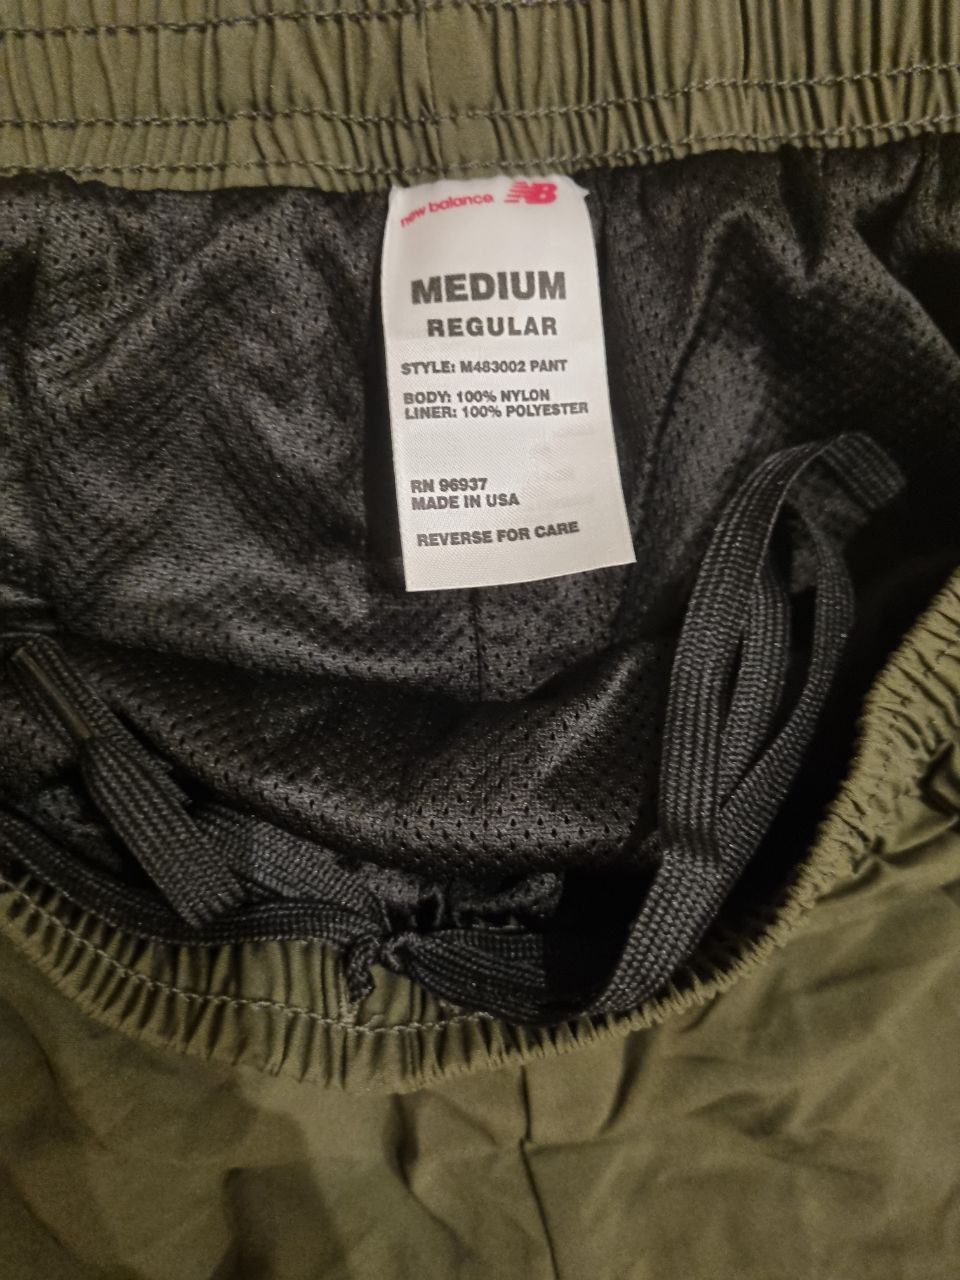 new balance NB
MEDIUM
REGULAR
STYLE: M483002 PANT
BODY: 100% NYLON
LINER: 100% POLYESTER
RN 96937
MADE IN USA
REVERSE FOR CARE